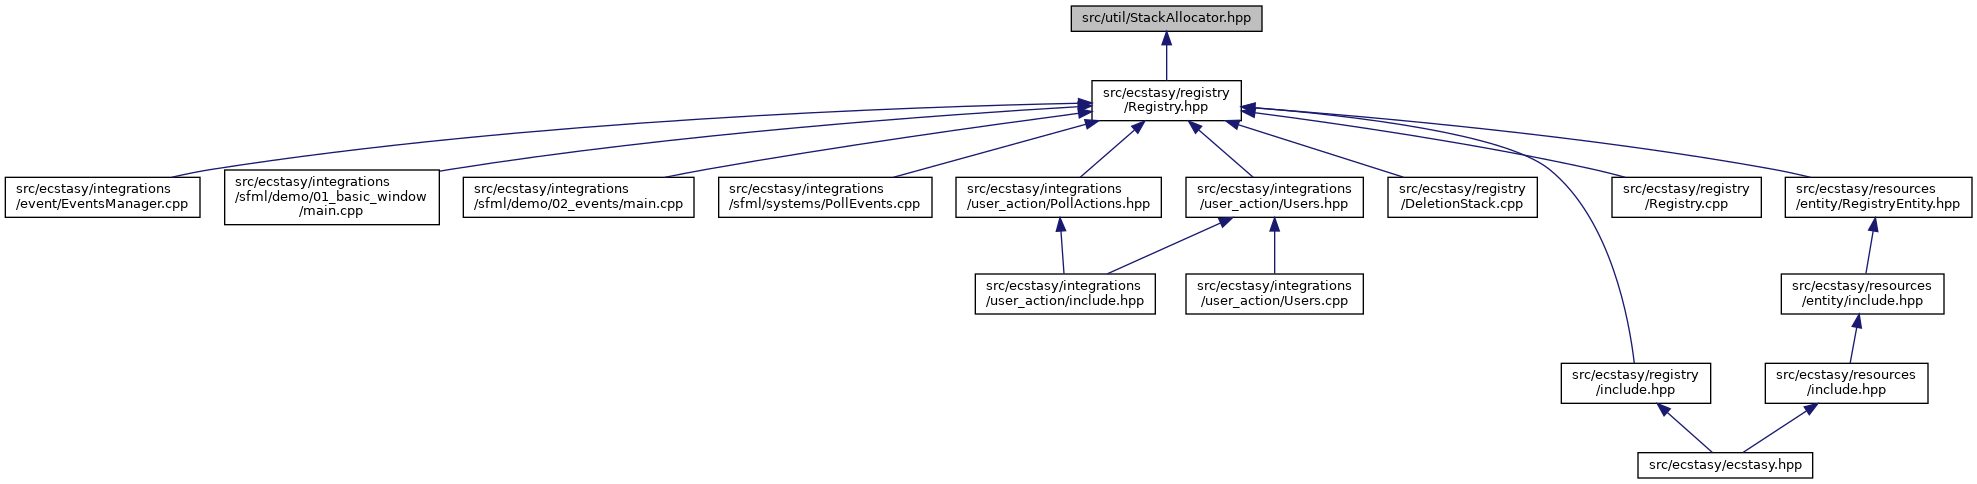 src/util/StackAllocator.hpp
src/ecstasy/registry
/Registry.hpp
src/ecstasy/integrations
/event/EventsManager.cpp
src/ecstasy/integrations
/sfml/demo/01_basic_window
/main.cpp
src/ecstasy/integrations
/sfml/demo/02_events/main.cpp
src/ecstasy/integrations
/sfml/systems/PollEvents.cpp
src/ecstasy/integrations
/user_action/PollActions.hpp
src/ecstasy/integrations
/user_action/Users.hpp
src/ecstasy/registry
/DeletionStack.cpp
src/ecstasy/registry
/Registry.cpp
src/ecstasy/resources
/entity/RegistryEntity.hpp
src/ecstasy/integrations
/user_action/include.hpp
src/ecstasy/integrations
/user_action/Users.cpp
src/ecstasy/resources
/entity/include.hpp
src/ecstasy/registry
/include.hpp
src/ecstasy/resources
/include.hpp
src/ecstasy/ecstasy.hpp